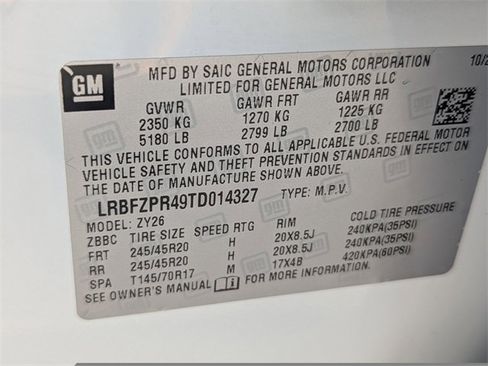 GM
MFD BY SAIC GENERAL MOTORS CORPORATION 10/2
LIMITED FOR GENERAL MOTORS LLC
GVWR GAWR FRT GAWR RR
2350 KG 1270 KG 1225 KG
5180 LB 2799 LB 2700 LB
THIS VEHICLE CONFORMS TO ALL APPLICABLE U.S. FEDERAL MOTOR
VEHICLE SAFETY AND THEFT PREVENTION STANDARDS IN EFFECT ON
THE DATE OF MANUFACTURE SHOWN ABOVE.
LRBFZPR49TD014327 TYPE: M.P.V.
MODEL: ZY26
ZBBC TIRE SIZE SPEED RTG RIM COLD TIRE PRESSURE
FRT 245/45R20 H 20X8.5J 240KPA(35PSI)
RR 245/45R20 H 20X8.5J 240KPA(35PSI)
SPA T145/70R17 M 17X4B 420KPA(60PSI)
SEE OWNER'S MANUAL FOR ADDITIONAL INFORMATION.